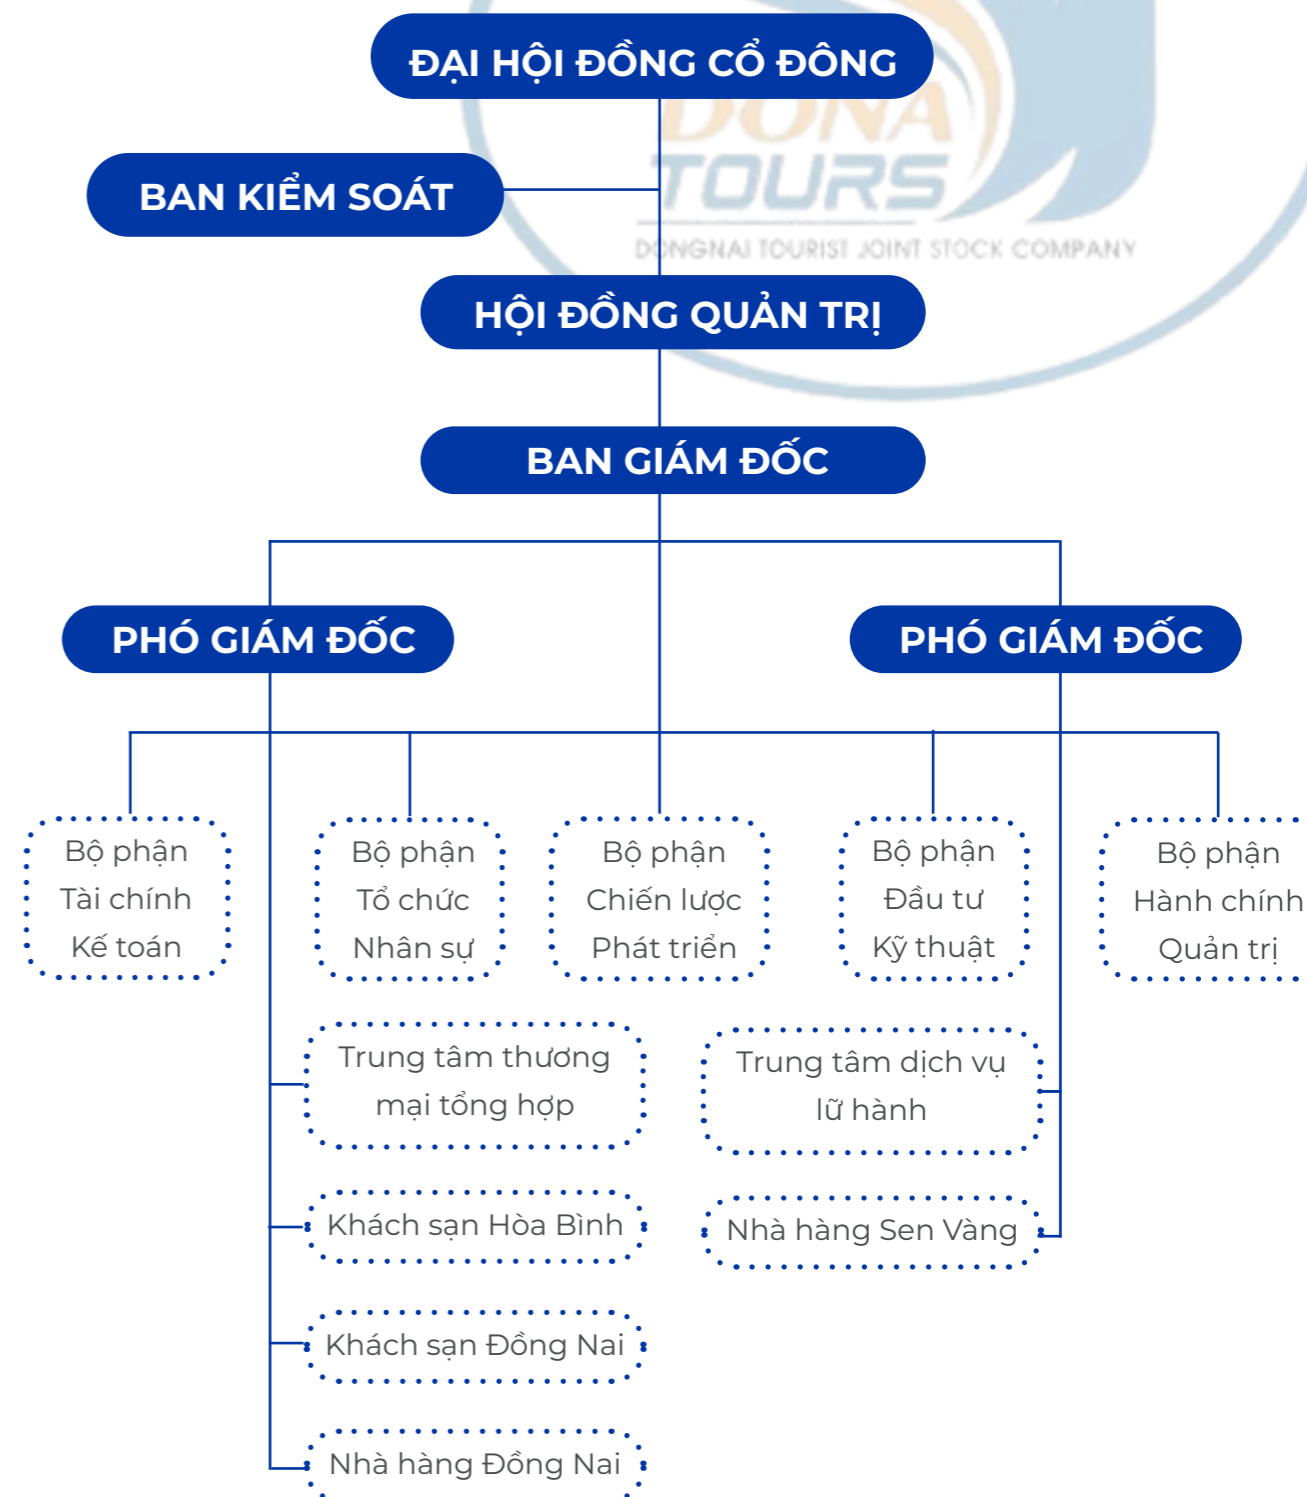 ĐẠI HỘI ĐỒNG CỔ ĐÔNG
DONA
TOURS
BAN KIỂM SOÁT
DONGNAI TOURIST JOINT STOCK COMPANY
HỘI ĐỒNG QUẢN TRỊ
BAN GIÁM ĐỐC
PHÓ GIÁM ĐỐC
PHÓ GIÁM ĐỐC
Bộ phận
Tài chính
Kế toán
Bộ phận
Tổ chức
Nhân sự
Bộ phận
Chiến lược
Phát triển
Bộ phận
Đầu tư
Kỹ thuật
Bộ phận
Hành chính
Quản trị
Trung tâm thương
mại tổng hợp
Trung tâm dịch vụ
lữ hành
Khách sạn Hòa Bình
Nhà hàng Sen Vàng
Khách sạn Đồng Nai
Nhà hàng Đồng Nai